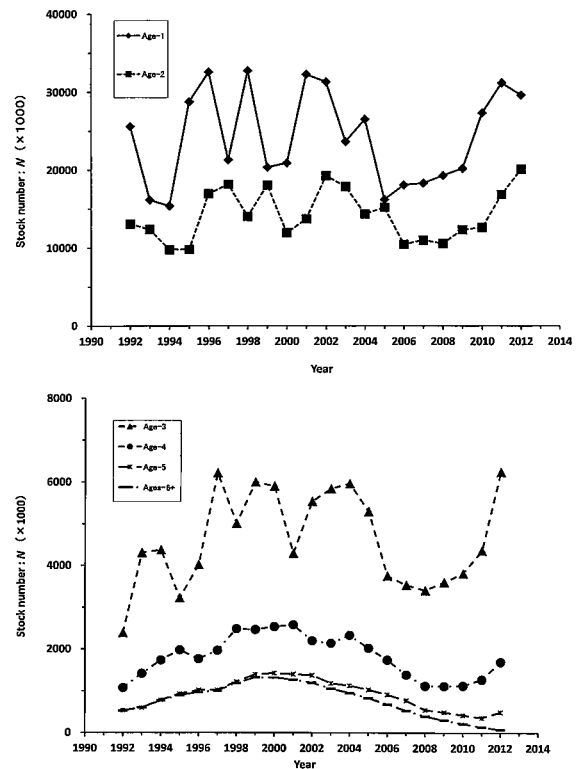 40000
Age-1
Age-2
30000
20000
10000
0
Stock number: N (×1000)
1990 1992 1994 1996 1998 2000 2002 2004 2006 2008 2010 2012 2014
Year
8000
Age-3
Age-4
Age-5
Ages-6+
6000
4000
2000
0
Stock number: N (×1000)
1990 1992 1994 1996 1998 2000 2002 2004 2006 2008 2010 2012 2014
Year